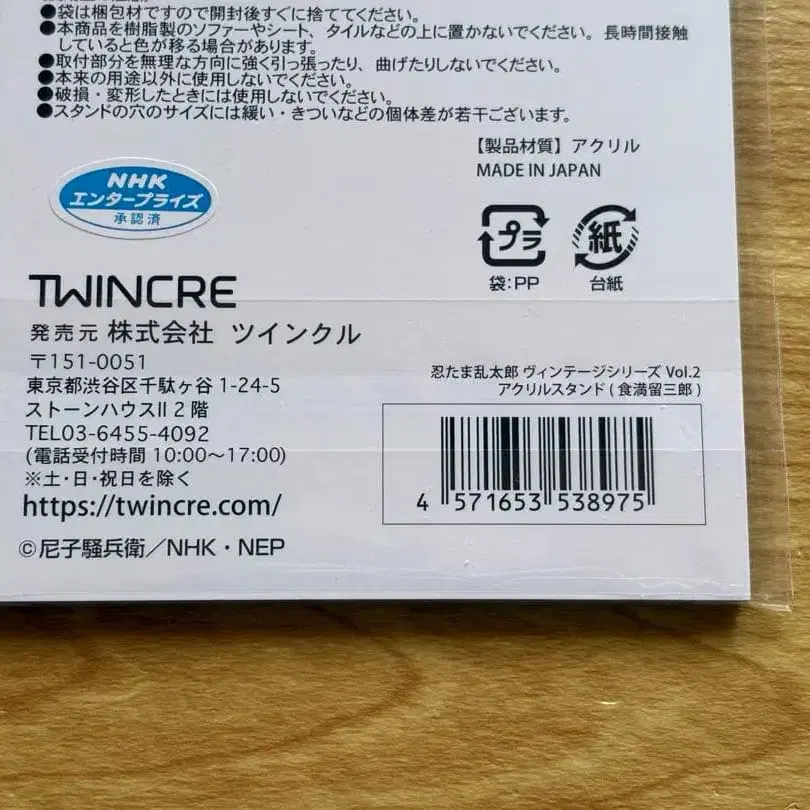 ●袋は梱包材ですので開封後すぐに捨ててください。
●本商品を樹脂製のソファーやシート、タイルなどの上に置かないでください。長時間接触
していると色が移る場合があります。
●取付部分を無理な方向に強く引っ張ったり、曲げたりしないでください。
●本来の用途以外に使用しないでください。
●破損・変形したときには使用しないでください。
●スタンドの穴のサイズには緩い・きついなどの個体差が若干ございます。
【製品材質】アクリル
MADE IN JAPAN
NHK
エンタープライズ
承認済
プラ
紙
袋:PP
台紙
TWINCRE
発売元 株式会社 ツインクル
〒151-0051
東京都渋谷区千駄ヶ谷 1-24-5
ストーンハウスII 2 階
TEL03-6455-4092
(電話受付時間 10:00〜17:00)
※土・日・祝日を除く
https://twincre.com/
©尼子騒兵衛／NHK・NEP
忍たま乱太郎 ヴィンテージシリーズ Vol.2
アクリルスタンド ( 食満留三郎 )
4 571653 538975